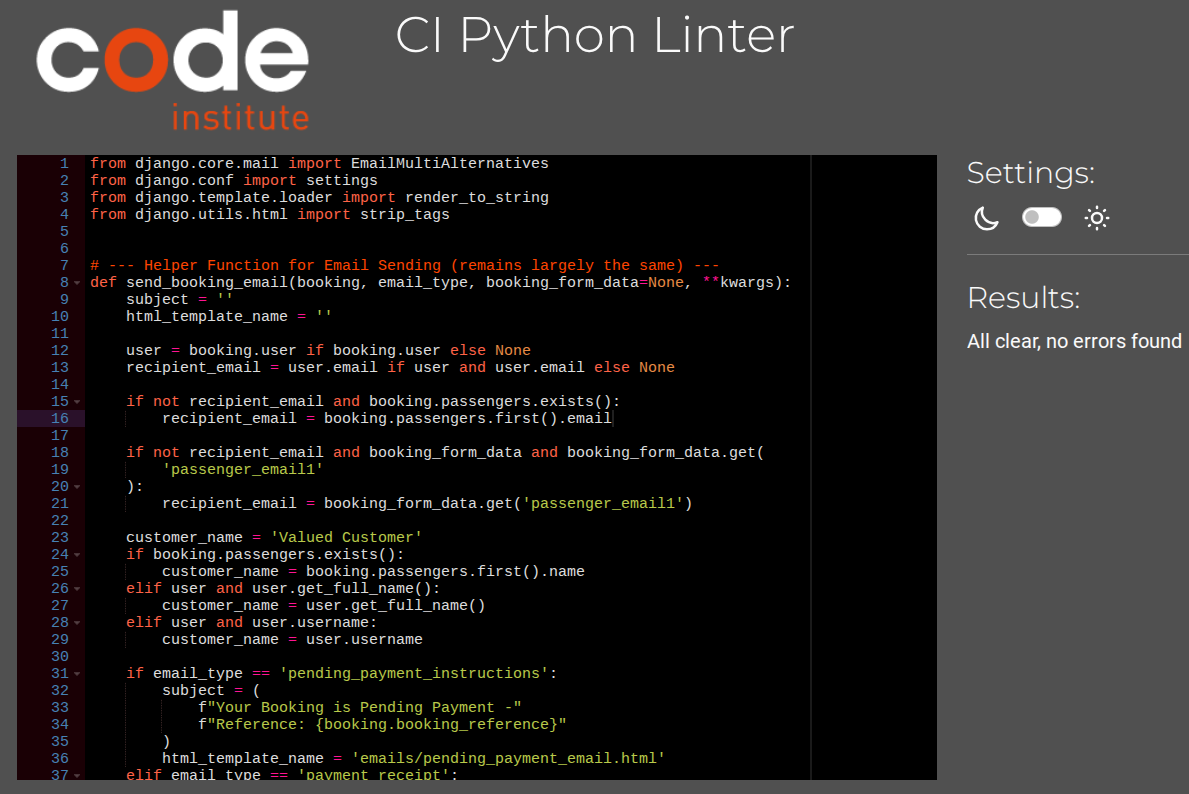 code
institute
CI Python Linter
1 from django.core.mail import EmailMultiAlternatives
2 from django.conf import settings
3 from django.template.loader import render_to_string
4 from django.utils.html import strip_tags
5
6
7 # --- Helper Function for Email Sending (remains largely the same) ---
8 def send_booking_email(booking, email_type, booking_form_data=None, **kwargs):
9     subject = ''
10     html_template_name = ''
11
12     user = booking.user if booking.user else None
13     recipient_email = user.email if user and user.email else None
14
15     if not recipient_email and booking.passengers.exists():
16         recipient_email = booking.passengers.first().email
17
18     if not recipient_email and booking_form_data and booking_form_data.get(
19         'passenger_email1'
20     ):
21         recipient_email = booking_form_data.get('passenger_email1')
22
23     customer_name = 'Valued Customer'
24     if booking.passengers.exists():
25         customer_name = booking.passengers.first().name
26     elif user and user.get_full_name():
27         customer_name = user.get_full_name()
28     elif user and user.username:
29         customer_name = user.username
30
31     if email_type == 'pending_payment_instructions':
32         subject = (
33             f"Your Booking is Pending Payment -"
34             f"Reference: {booking.booking_reference}"
35         )
36         html_template_name = 'emails/pending_payment_email.html'
37     elif email_type == 'payment_receipt':
Settings:
Results:
All clear, no errors found